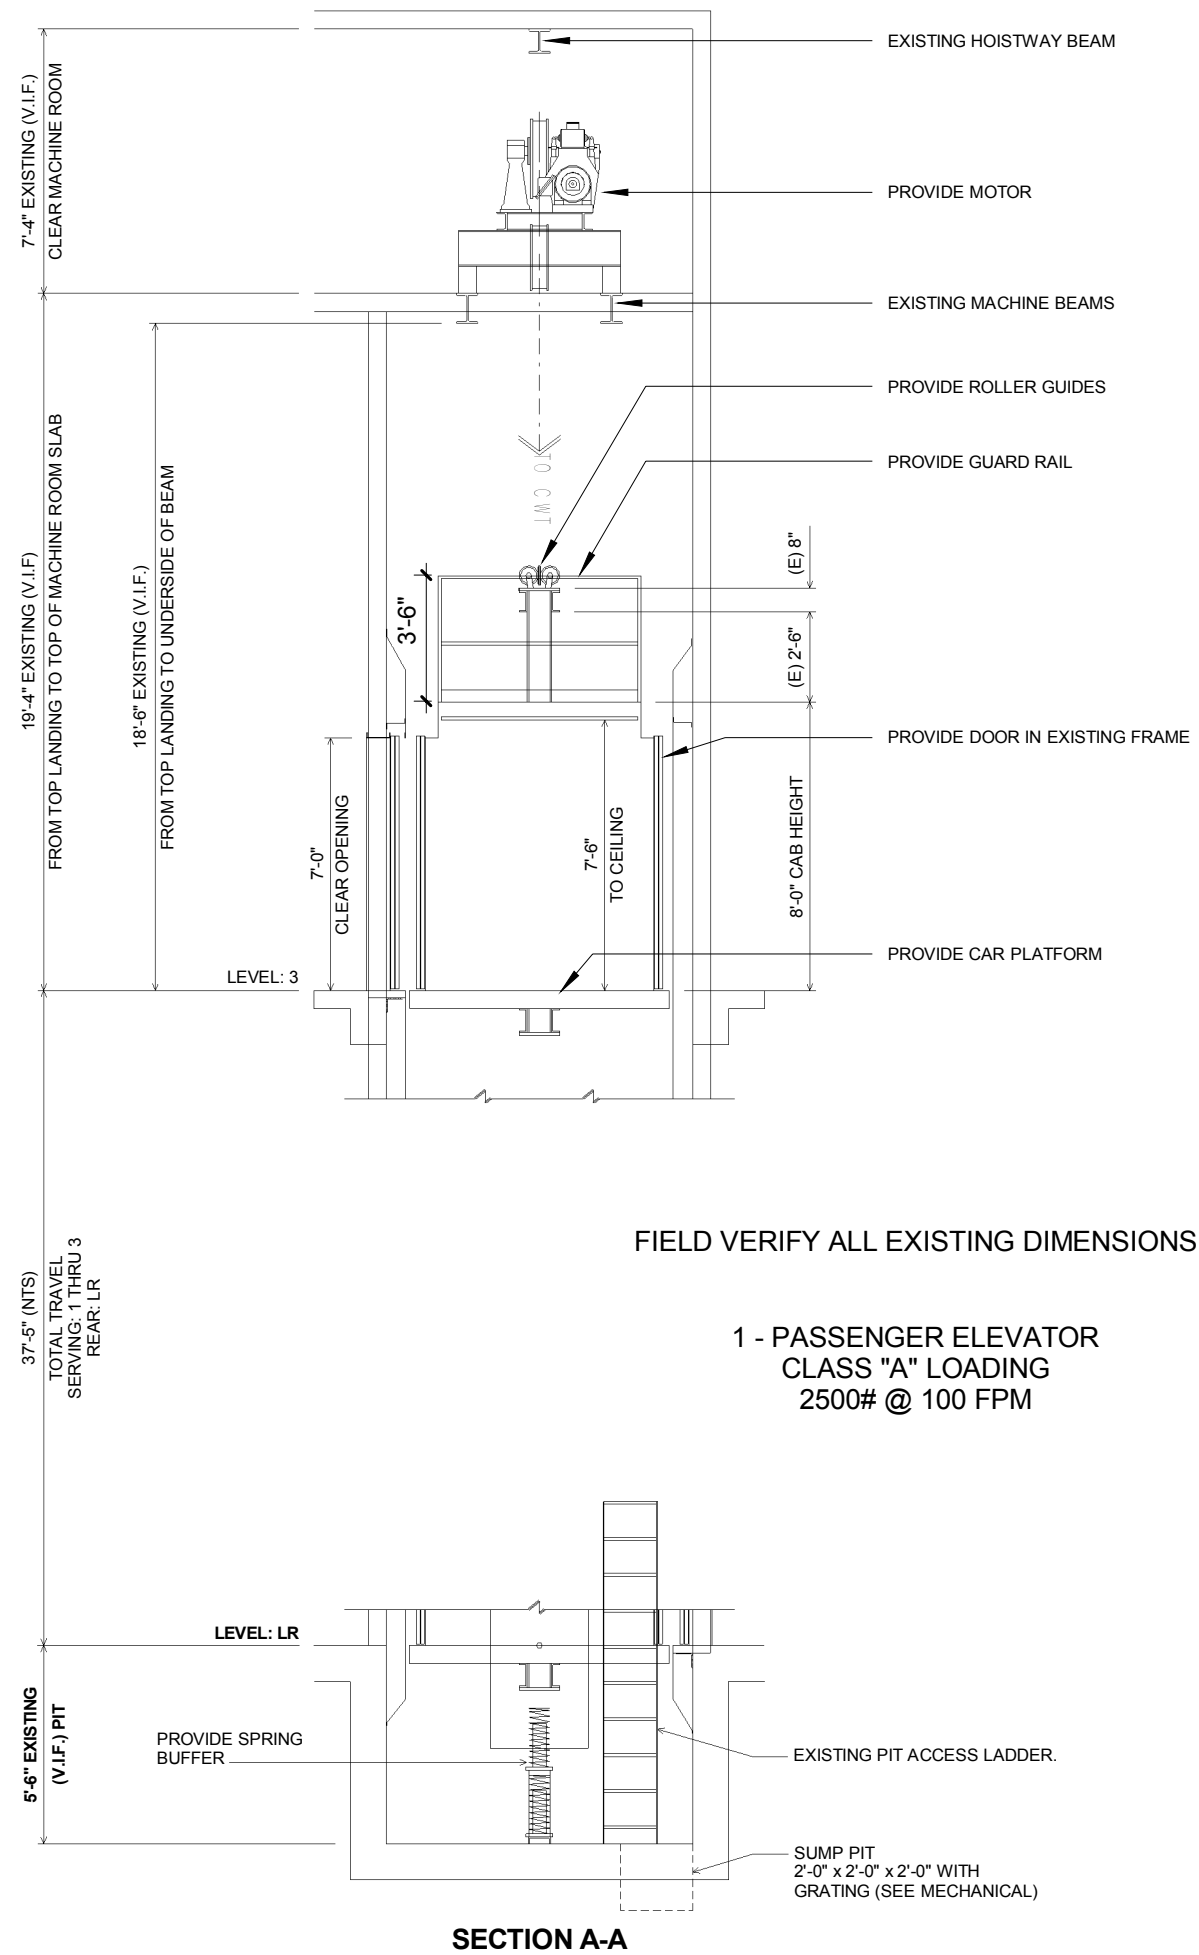 EXISTING HOISTWAY BEAM
7'-4" EXISTING (V.I.F.)
CLEAR MACHINE ROOM
PROVIDE MOTOR
EXISTING MACHINE BEAMS
PROVIDE ROLLER GUIDES
PROVIDE GUARD RAIL
TO CWT
19'-4" EXISTING (V.I.F)
FROM TOP LANDING TO TOP OF MACHINE ROOM SLAB
18'-6" EXISTING (V.I.F.)
FROM TOP LANDING TO UNDERSIDE OF BEAM
3'-6"
(E) 8"
(E) 2'-6"
PROVIDE DOOR IN EXISTING FRAME
7'-0"
CLEAR OPENING
7'-6"
TO CEILING
8'-0" CAB HEIGHT
PROVIDE CAR PLATFORM
LEVEL: 3
FIELD VERIFY ALL EXISTING DIMENSIONS
37'-5" (NTS)
TOTAL TRAVEL
SERVING: 1 THRU 3
REAR: LR
1 - PASSENGER ELEVATOR
CLASS "A" LOADING
2500# @ 100 FPM
LEVEL: LR
5'-6" EXISTING
(V.I.F.) PIT
PROVIDE SPRING
BUFFER
EXISTING PIT ACCESS LADDER.
SUMP PIT
2'-0" x 2'-0" x 2'-0" WITH
GRATING (SEE MECHANICAL)
SECTION A-A